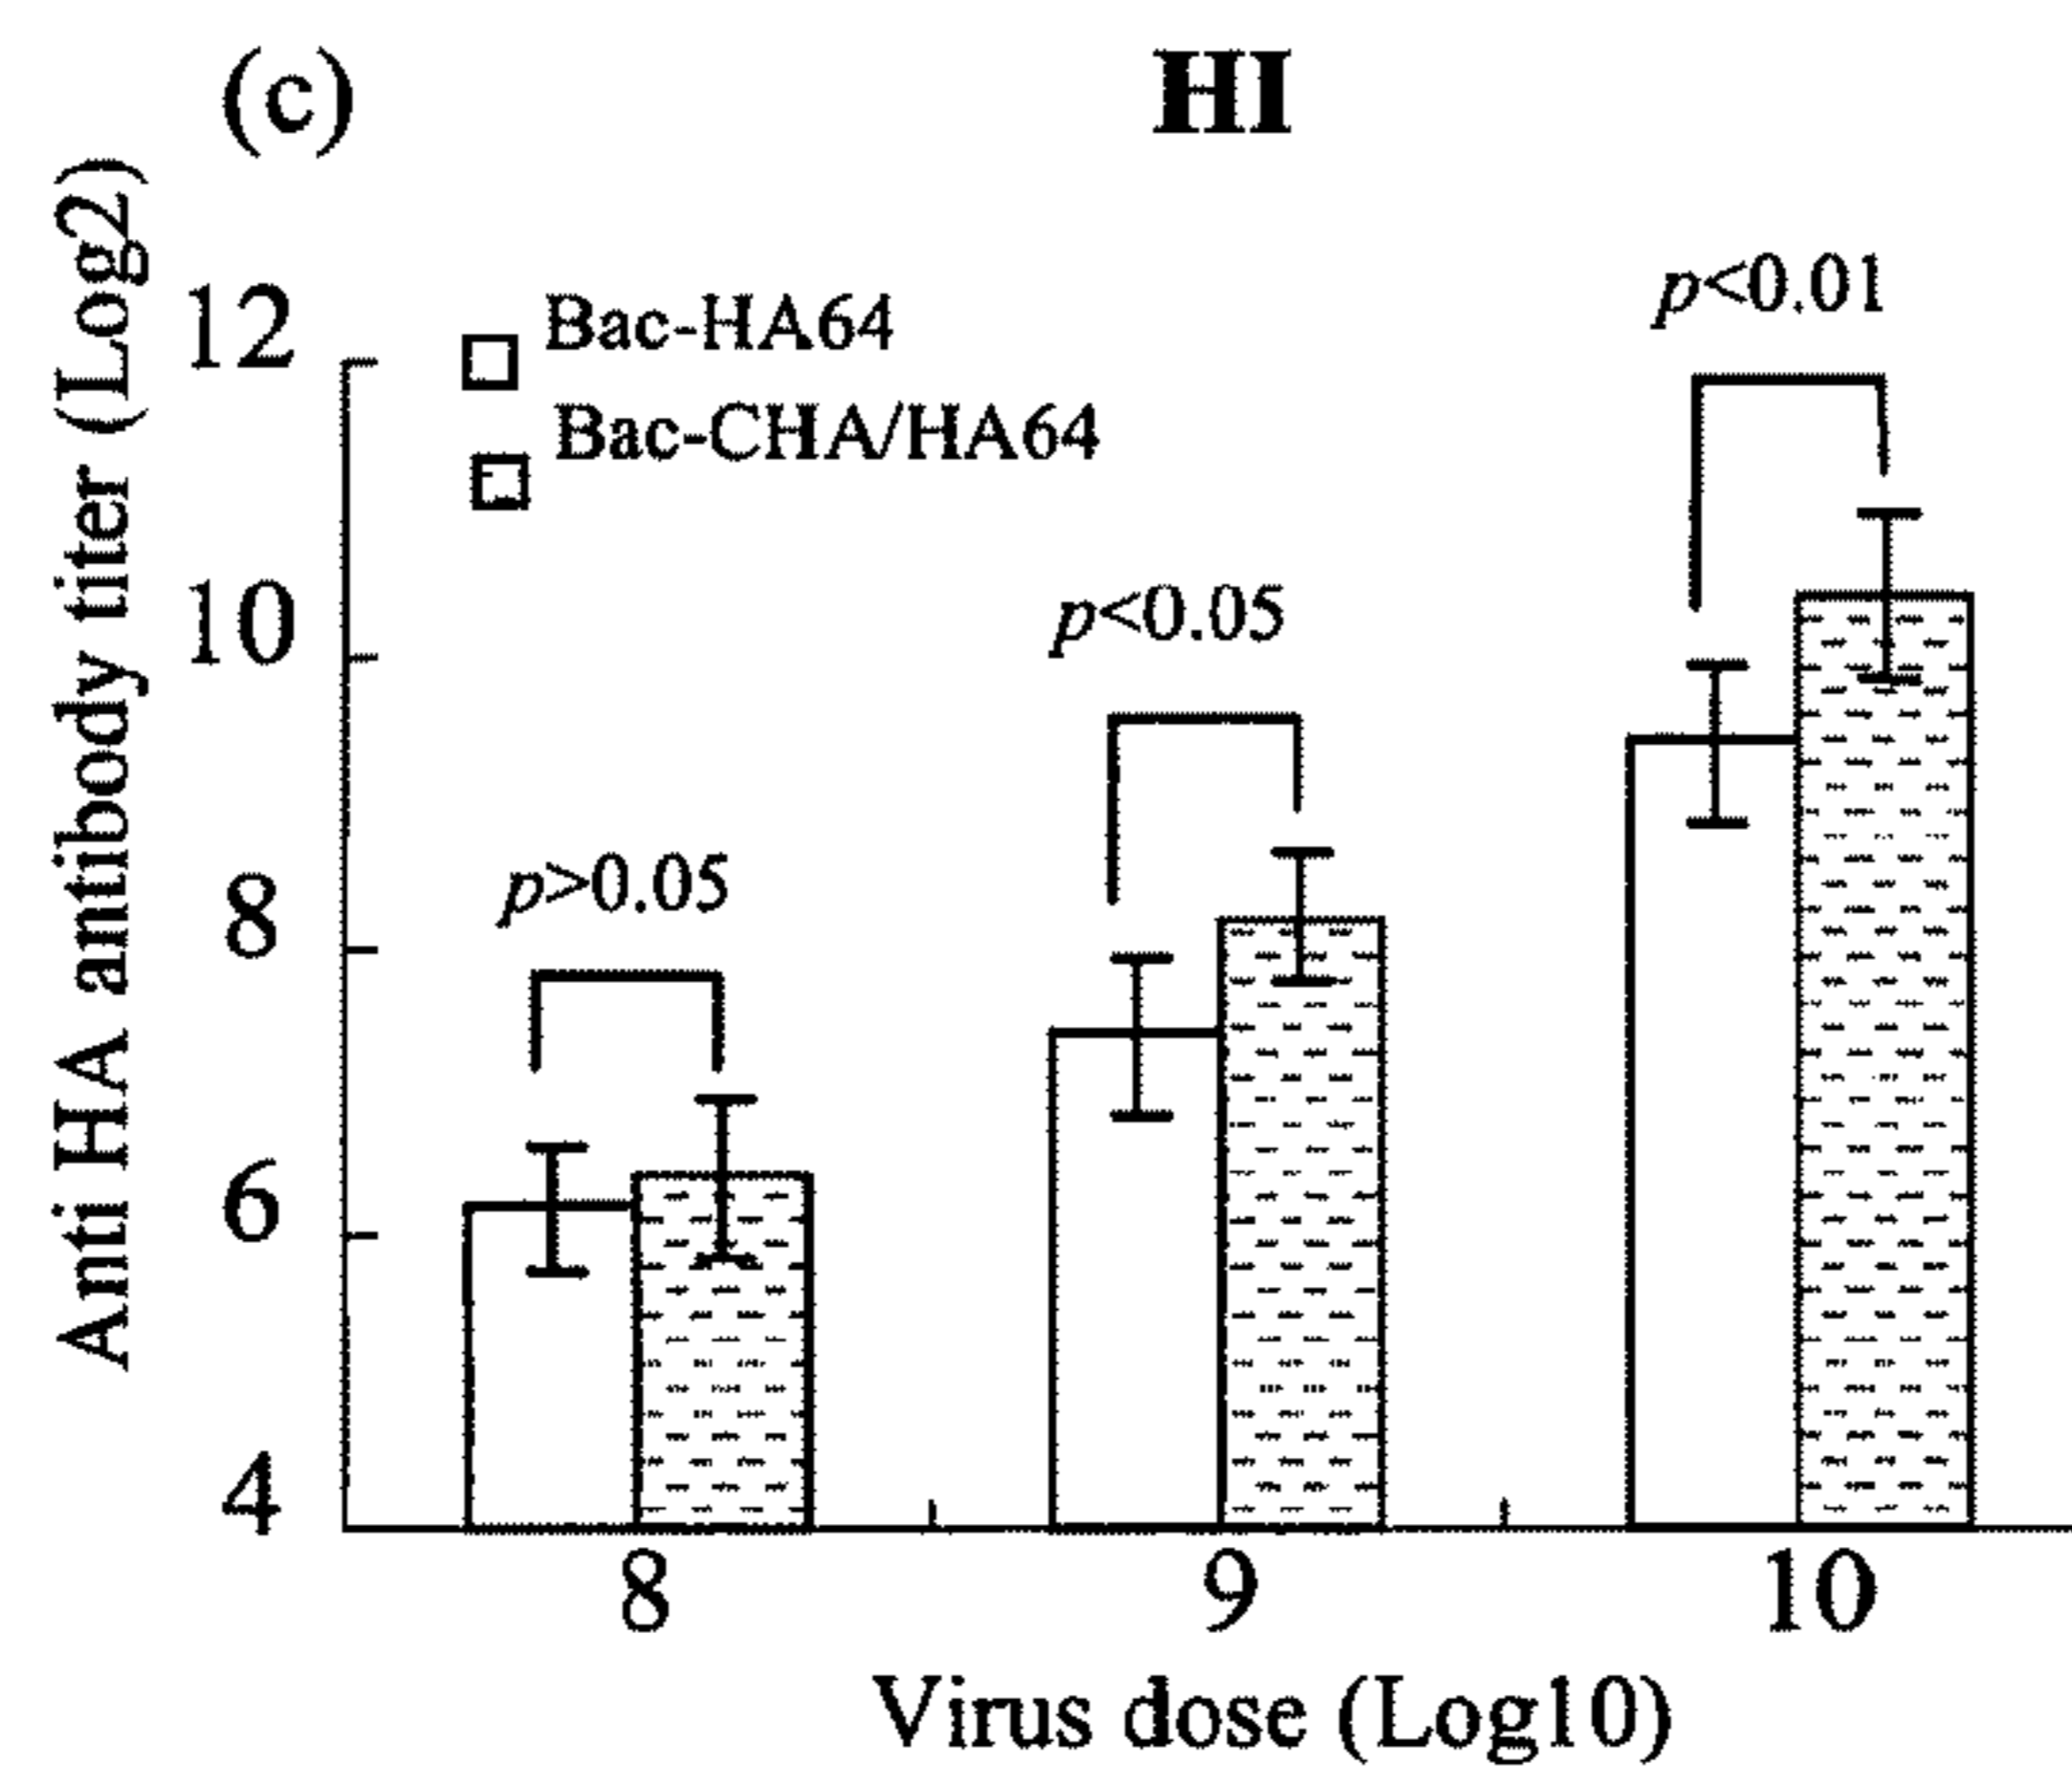 (c)
HI
Anti HA antibody titer (Log2)
12
10
8
6
4
Bac-HA64
Bac-CHA/HA64
p>0.05
p<0.05
p<0.01
8
9
10
Virus dose (Log10)